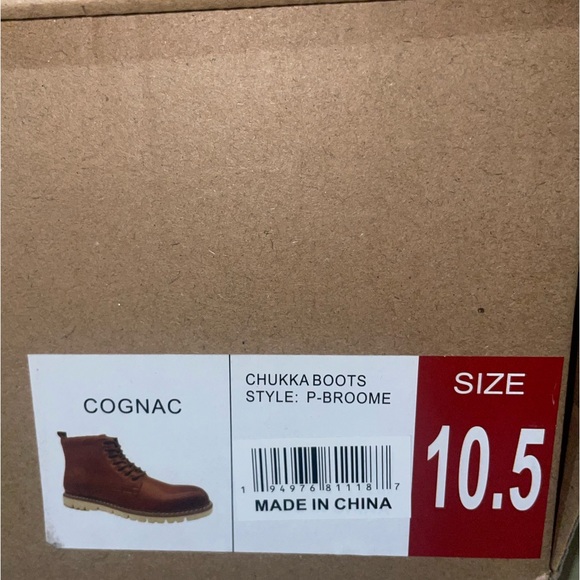 COGNAC
CHUKKA BOOTS
STYLE: P-BROOME
1 94976 81118 7
MADE IN CHINA
SIZE
10.5